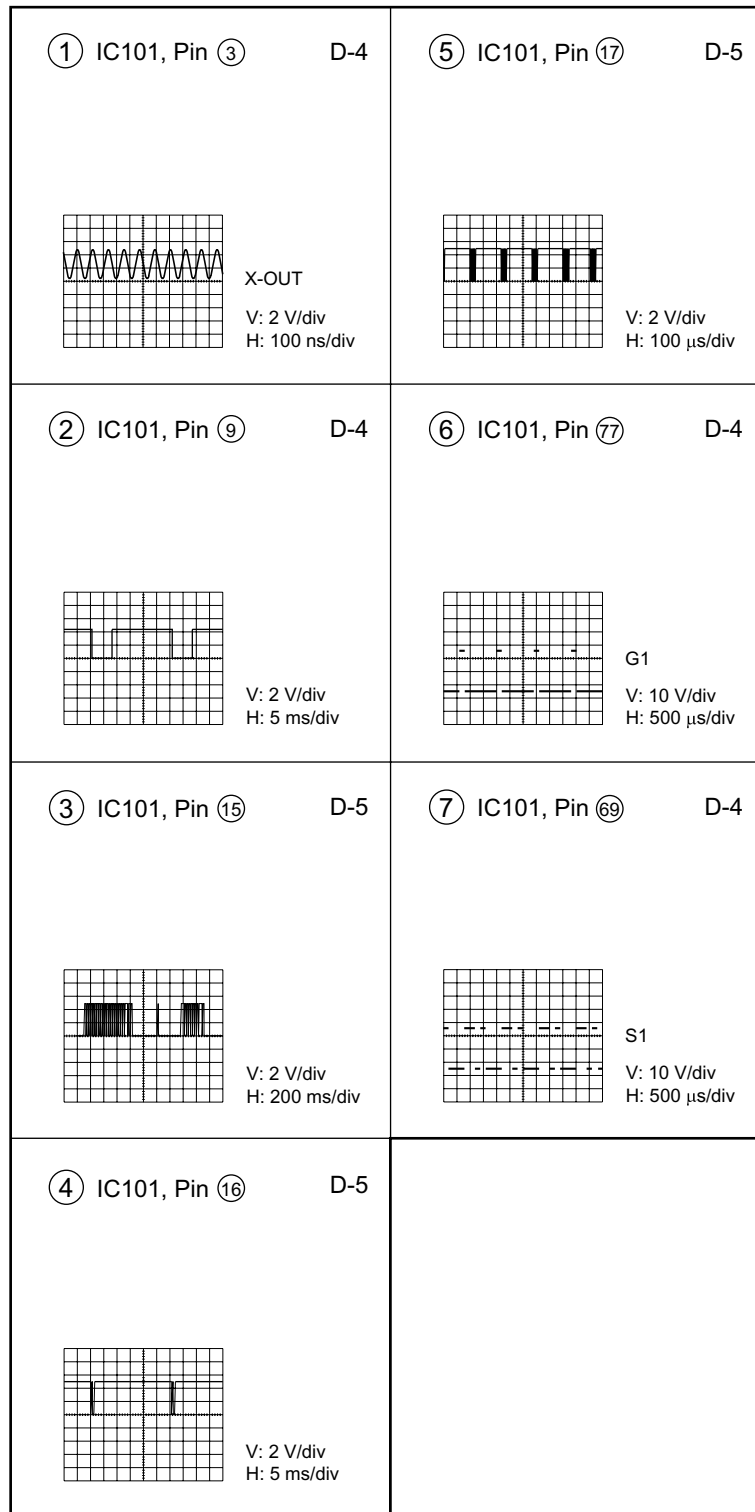 ① IC101, Pin ③ D-4
X-OUT
V: 2 V/div
H: 100 ns/div
② IC101, Pin ⑨ D-4
V: 2 V/div
H: 5 ms/div
③ IC101, Pin ⑮ D-5
V: 2 V/div
H: 200 ms/div
④ IC101, Pin ⑯ D-5
V: 2 V/div
H: 5 ms/div
⑤ IC101, Pin ⑰ D-5
V: 2 V/div
H: 100 μs/div
⑥ IC101, Pin 77 D-4
G1
V: 10 V/div
H: 500 μs/div
⑦ IC101, Pin 69 D-4
S1
V: 10 V/div
H: 500 μs/div